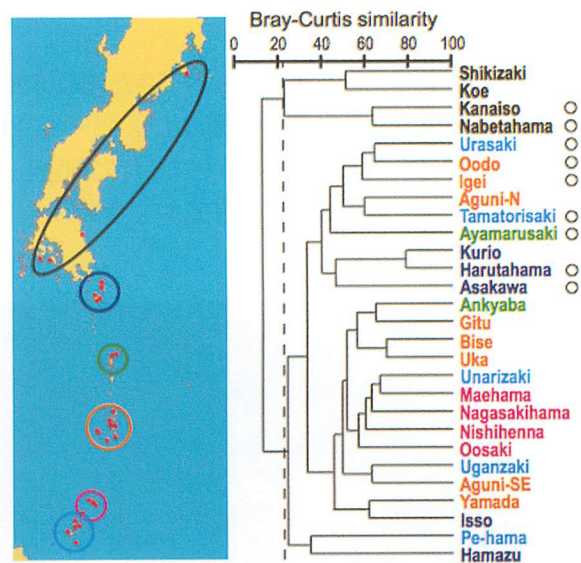 Bray-Curtis similarity
0 20 40 60 80 100
Shikizaki
Koe
Kanaiso ○
Nabetahama ○
Urasaki ○
Oodo ○
Igei ○
Aguni-N
Tamatorisaki ○
Ayamarusaki ○
Kurio
Harutahama ○
Asakawa ○
Ankyaba
Gitu
Bise
Uka
Unarizaki
Maehama
Nagasakihama
Nishihenna
Oosaki
Uganzaki
Aguni-SE
Yamada
Isso
Pe-hama
Hamazu